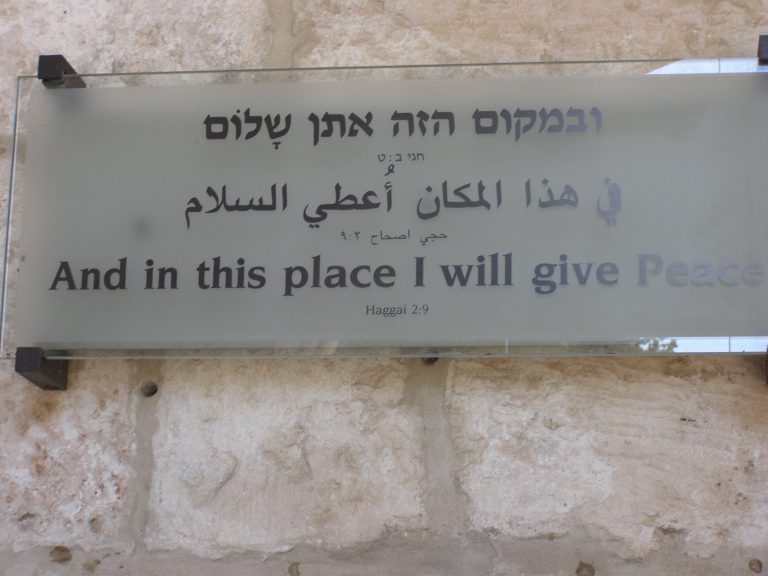 ובמקום הזה אתן שָׁלוֹם
חגי ב : ט
في هذا المكان أُعطي السلام
حجي اصحاح ٩:٢
And in this place I will give Peace
Haggai 2:9